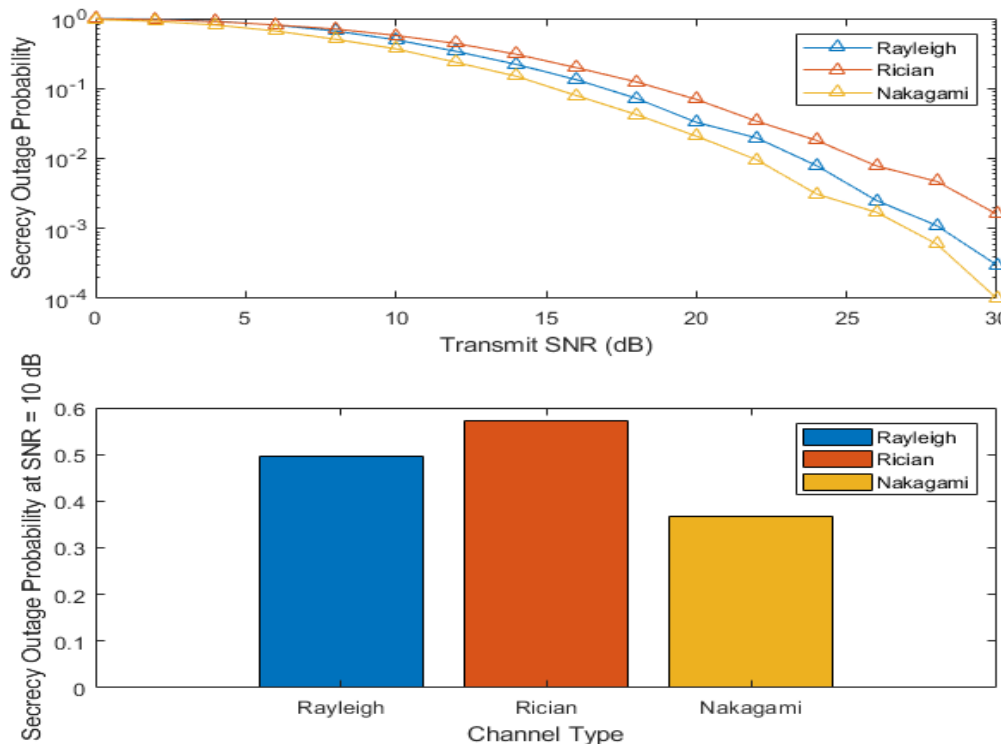 Secrecy Outage Probability
10^0
10^-1
10^-2
10^-3
10^-4
0
5
10
15
20
25
30
Transmit SNR (dB)
Rayleigh
Rician
Nakagami
Secrecy Outage Probability at SNR = 10 dB
0.6
0.5
0.4
0.3
0.2
0.1
0
Rayleigh
Rician
Nakagami
Channel Type
Rayleigh
Rician
Nakagami